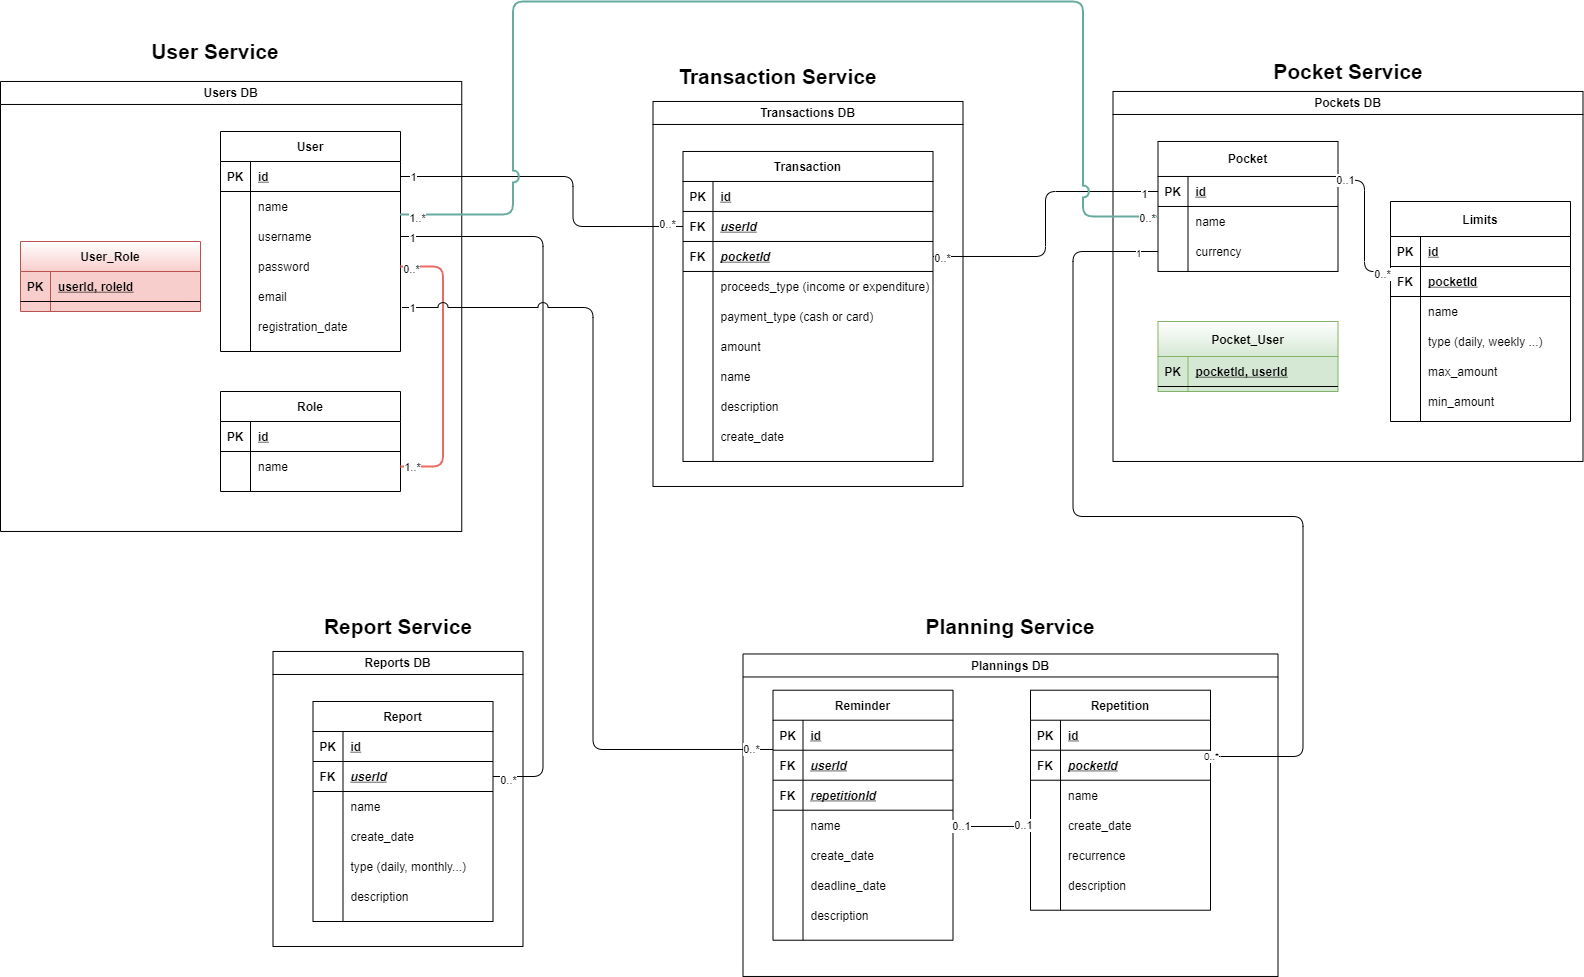 User Service
Users DB
User
PK id
name
username
password
email
registration_date
User_Role
PK userId, roleId
Role
PK id
name
1
1..*
1
0..*
1
1..*
Transaction Service
Transactions DB
Transaction
PK id
FK userId
FK pocketId
proceeds_type (income or expenditure)
payment_type (cash or card)
amount
name
description
create_date
0..*
0..*
Pocket Service
Pockets DB
Pocket
PK id
name
currency
1
0..*
1
0..1
0..*
Limits
PK id
FK pocketId
name
type (daily, weekly ...)
max_amount
min_amount
Pocket_User
PK pocketId, userId
Report Service
Reports DB
Report
PK id
FK userId
name
create_date
type (daily, monthly...)
description
0..*
Planning Service
Plannings DB
Reminder
PK id
FK userId
FK repetitionId
name
create_date
deadline_date
description
0..*
0..1
0..1
Repetition
PK id
FK pocketId
name
create_date
recurrence
description
0..*